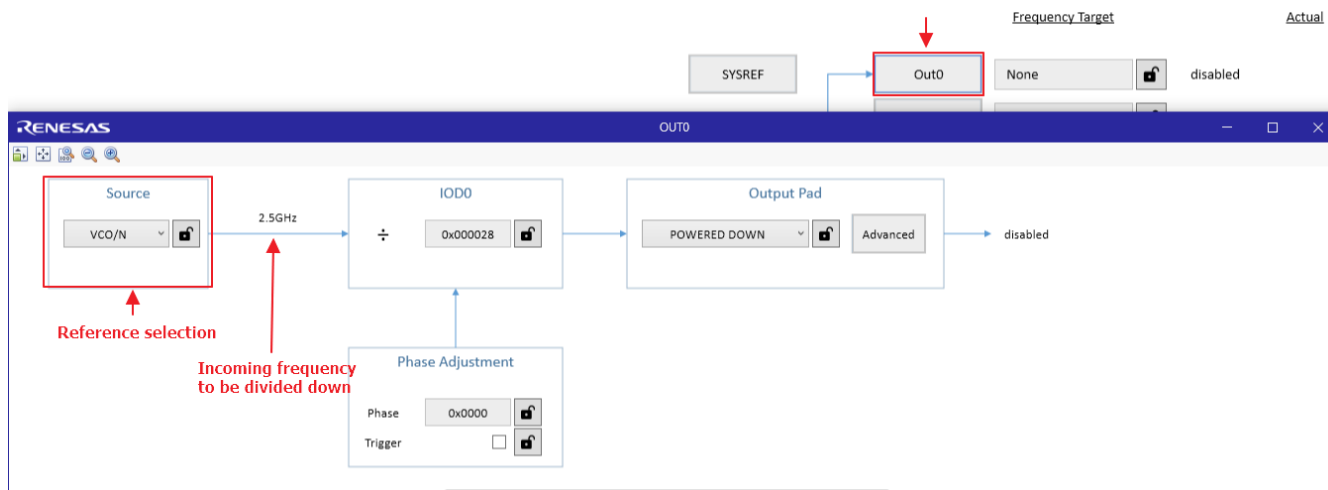 Frequency Target
Actual
SYSREF
Out0
None
disabled
RENESAS
OUT0
Source
IOD0
Output Pad
VCO/N
2.5GHz
÷
0x000028
POWERED DOWN
Advanced
disabled
Reference selection
Incoming frequency
to be divided down
Phase Adjustment
Phase
0x0000
Trigger